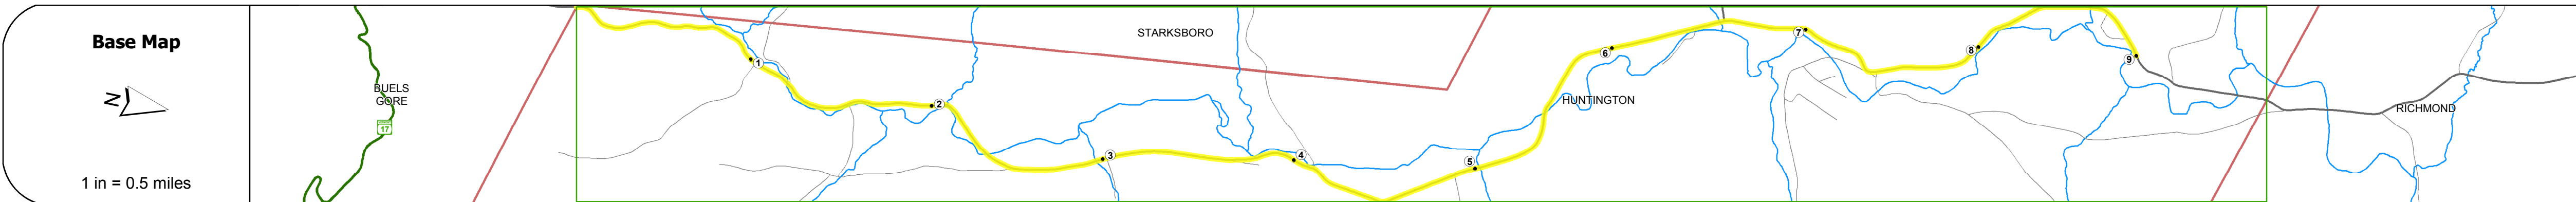 Base Map
N
1 in = 0.5 miles
BUELS
GORE
17
STARKSBORO
HUNTINGTON
RICHMOND
1
2
3
4
5
6
7
8
9